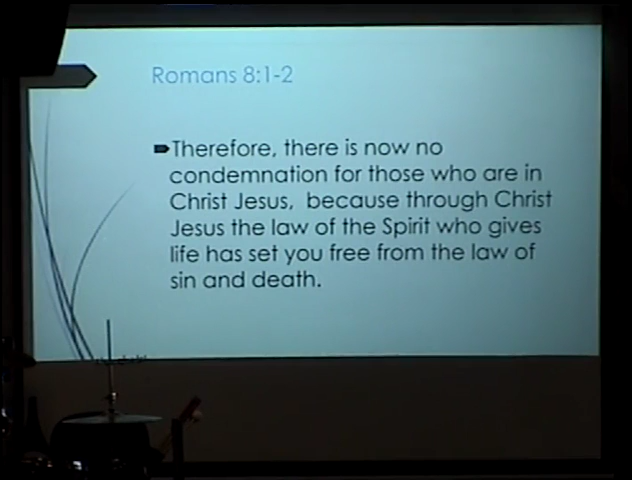 Romans 8:1-2
Therefore, there is now no
condemnation for those who are in
Christ Jesus, because through Christ
Jesus the law of the Spirit who gives
life has set you free from the law of
sin and death.